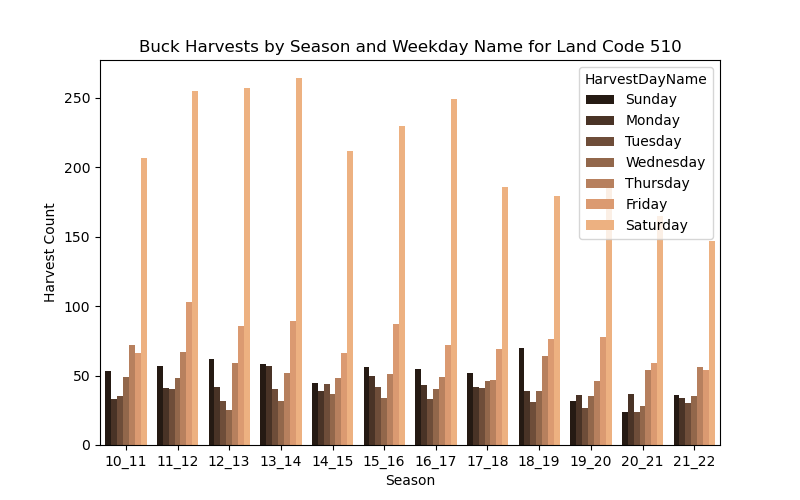 Buck Harvests by Season and Weekday Name for Land Code 510
HarvestDayName
Sunday
Monday
Tuesday
Wednesday
Thursday
Friday
Saturday
Harvest Count
250
200
150
100
50
0
10_11 11_12 12_13 13_14 14_15 15_16 16_17 17_18 18_19 19_20 20_21 21_22
Season